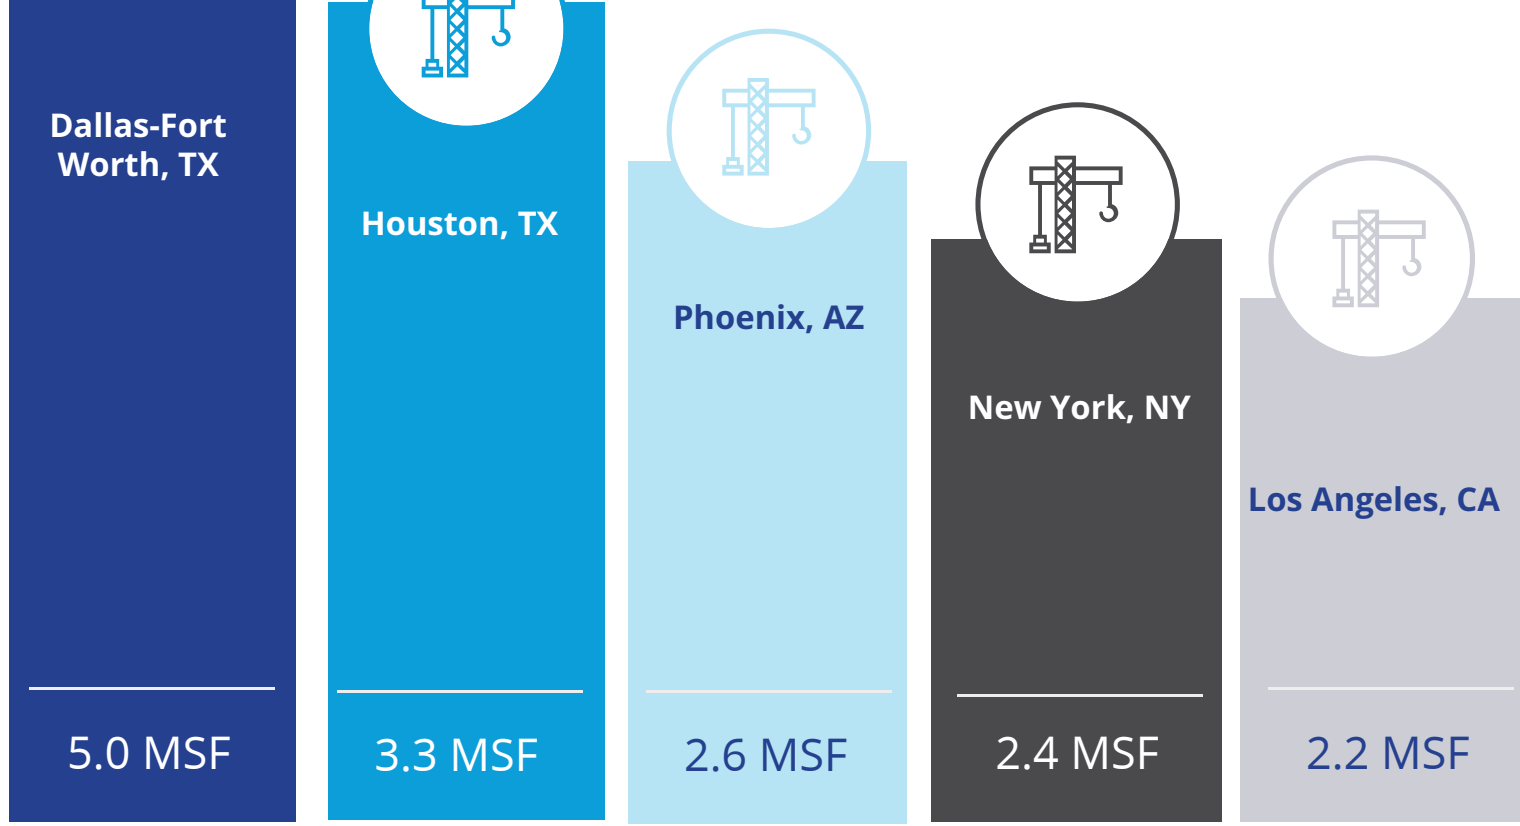 Dallas-Fort
Worth, TX
5.0 MSF
Houston, TX
3.3 MSF
Phoenix, AZ
2.6 MSF
New York, NY
2.4 MSF
Los Angeles, CA
2.2 MSF